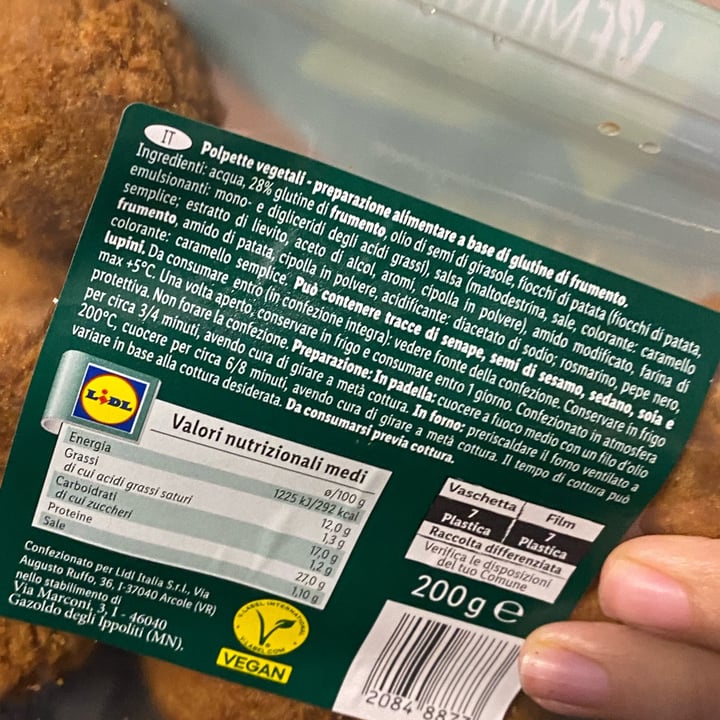 VEMONDO
IT
Polpette vegetali - preparazione alimentare a base di glutine di frumento.
Ingredienti: acqua, 28% glutine di frumento, olio di semi di girasole, fiocchi di patata (fiocchi di patata,
emulsionanti: mono- e digliceridi degli acidi grassi), salsa (maltodestrina, sale, colorante: caramello
semplice; estratto di lievito, aceto di alcol, aromi, cipolla in polvere), amido modificato, farina di
frumento, amido di patata, cipolla in polvere, acidificante: diacetato di sodio; rosmarino, pepe nero,
colorante: caramello semplice. Può contenere tracce di senape, semi di sesamo, sedano, soia e
lupini. Da consumare entro (in confezione integra): vedere fronte della confezione. Conservare in frigo
max +5°C. Una volta aperto, conservare in frigo e consumare entro 1 giorno. Confezionato in atmosfera
protettiva. Non forare la confezione. Preparazione: In padella: cuocere a fuoco medio con un filo d'olio
per circa 3/4 minuti, avendo cura di girare a metà cottura. In forno: preriscaldare il forno ventilato a
200°C, cuocere per circa 6/8 minuti, avendo cura di girare a metà cottura. Il tempo di cottura può
variare in base alla cottura desiderata. Da consumarsi previa cottura.
LIDL
Valori nutrizionali medi
ø/100 g
Energia 1225 kJ/292 kcal
Grassi 12,0 g
di cui acidi grassi saturi 1,3 g
Carboidrati 17,0 g
di cui zuccheri 1,2 g
Proteine 27,0 g
Sale 1,10 g
Vaschetta Film
7 7
Plastica Plastica
Raccolta differenziata
Verifica le disposizioni
del tuo Comune
200 g e
Confezionato per Lidl Italia S.r.l., Via
Augusto Ruffo, 36, I-37040 Arcole (VR)
nello stabilimento di
Via Marconi, 3, I - 46040
Gazoldo degli Ippoliti (MN).
V-LABEL INTERNATIONAL
V-LABEL.COM
VEGAN
2084 8877